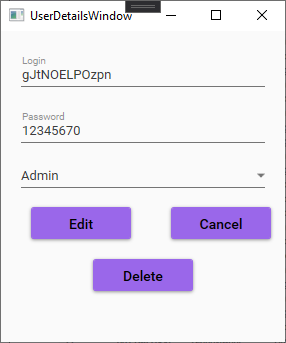 UserDetailsWindow
Login
gJtNOELPOzpn
Password
12345670
Admin
Edit
Cancel
Delete